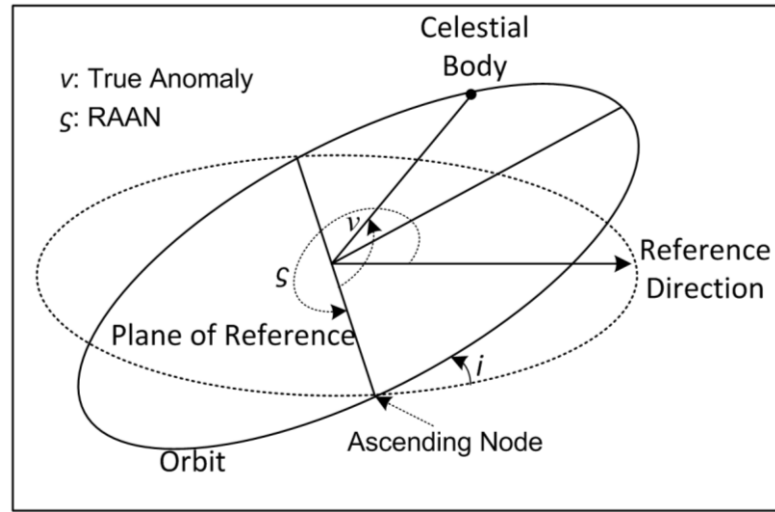 Celestial
Body
ν: True Anomaly
ς: RAAN
ν
ς
Reference
Direction
Plane of Reference
i
Ascending Node
Orbit